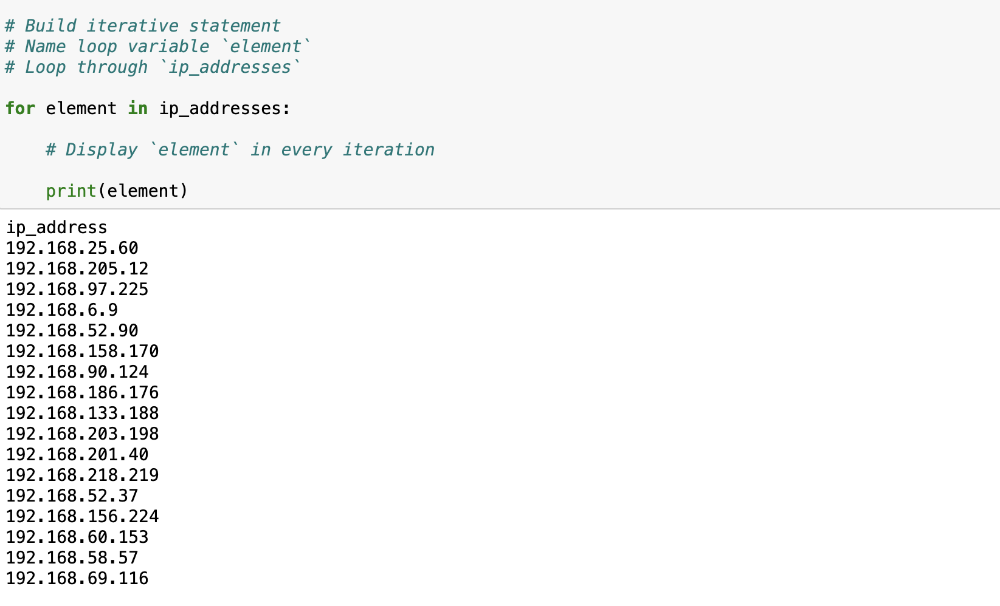 # Build iterative statement
# Name loop variable `element`
# Loop through `ip_addresses`
for element in ip_addresses:
# Display `element` in every iteration
print(element)
ip_address
192.168.25.60
192.168.205.12
192.168.97.225
192.168.6.9
192.168.52.90
192.168.158.170
192.168.90.124
192.168.186.176
192.168.133.188
192.168.203.198
192.168.201.40
192.168.218.219
192.168.52.37
192.168.156.224
192.168.60.153
192.168.58.57
192.168.69.116